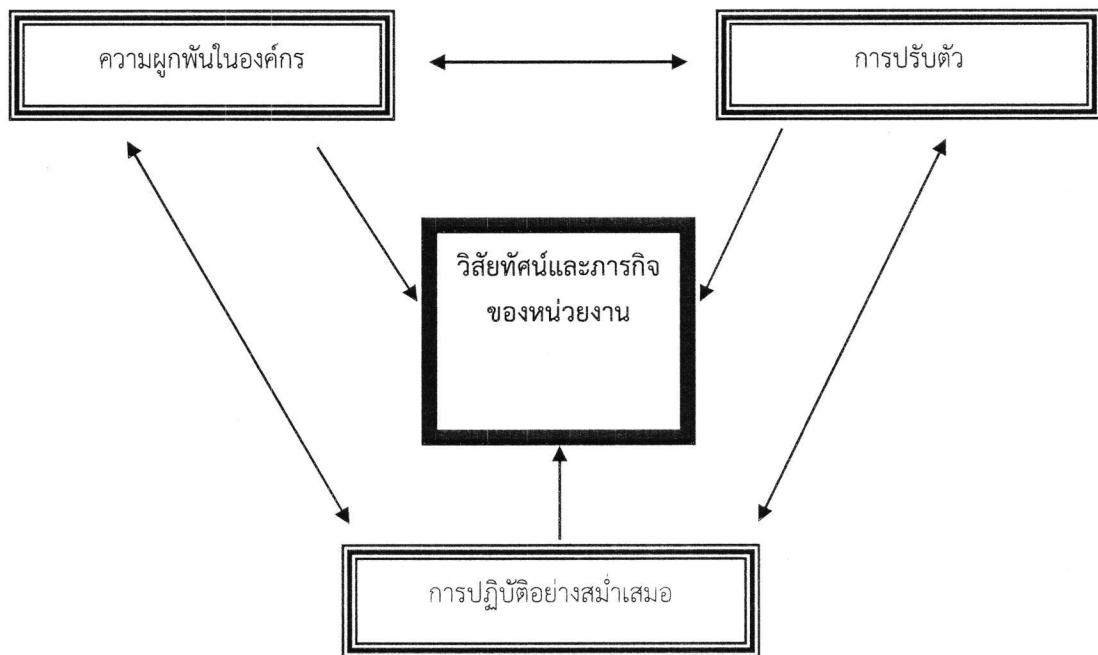 ความผูกพันในองค์กร
การปรับตัว
วิสัยทัศน์และภารกิจ
ของหน่วยงาน
การปฏิบัติอย่างสม่ำเสมอ